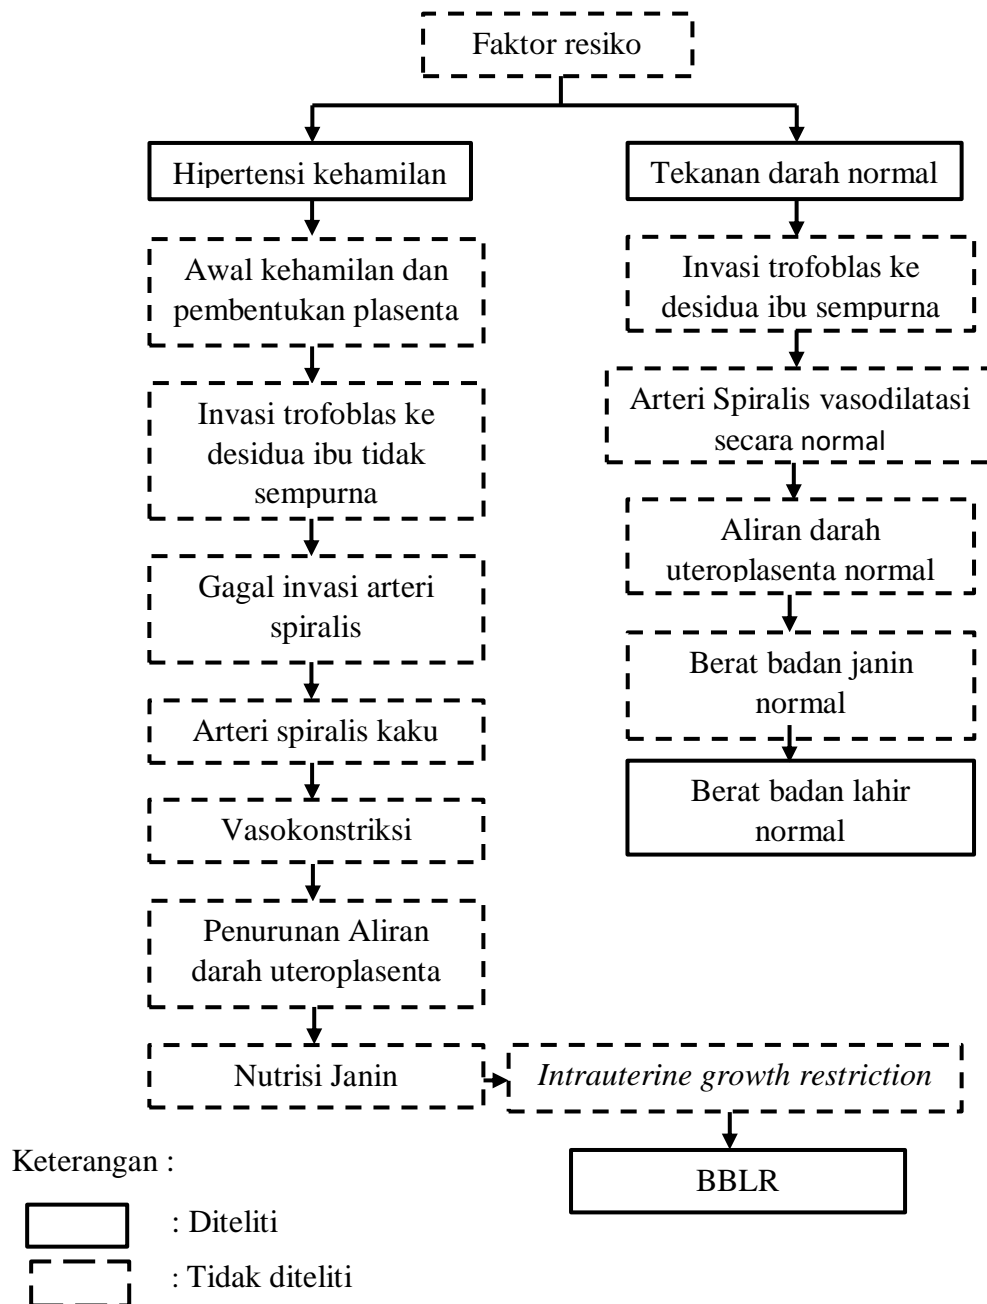 Faktor resiko
Hipertensi kehamilan
Tekanan darah normal
Awal kehamilan dan
pembentukan plasenta
Invasi trofoblas ke
desidua ibu sempurna
Invasi trofoblas ke
desidua ibu tidak
sempurna
Arteri Spiralis vasodilatasi
secara normal
Gagal invasi arteri
spiralis
Aliran darah
uteroplasenta normal
Arteri spiralis kaku
Berat badan janin
normal
Vasokonstriksi
Berat badan lahir
normal
Penurunan Aliran
darah uteroplasenta
Nutrisi Janin
Intrauterine growth restriction
BBLR
Keterangan :
: Diteliti
: Tidak diteliti